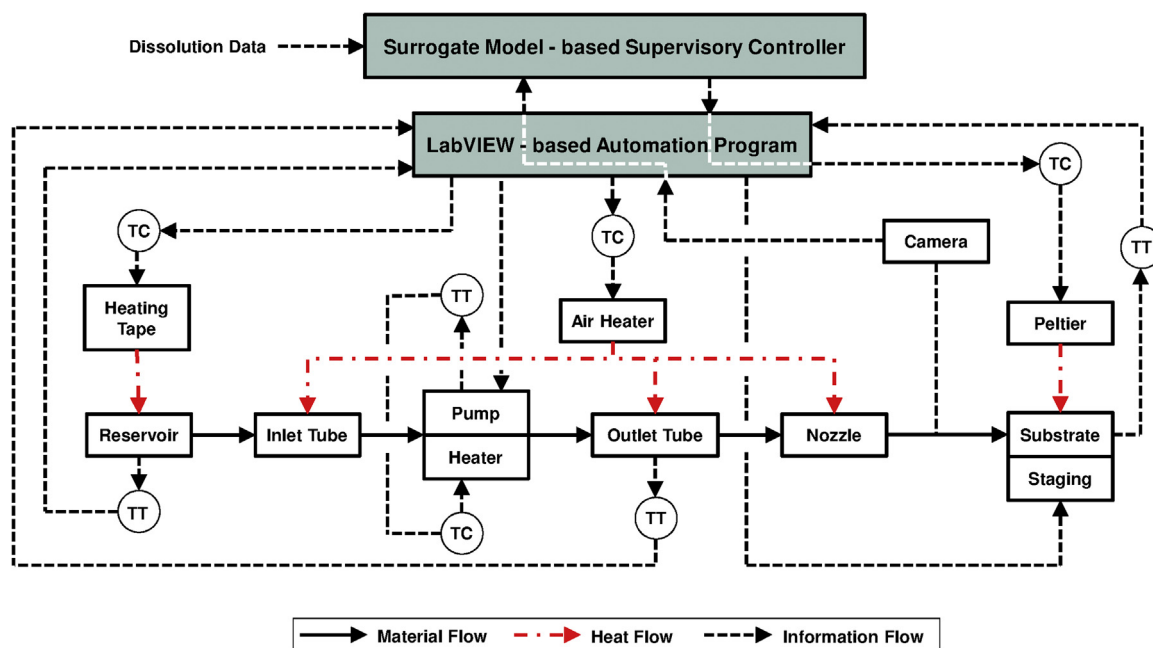 Dissolution Data
Surrogate Model - based Supervisory Controller
LabVIEW - based Automation Program
TC
TC
TC
Camera
TT
Heating
Tape
TT
Air Heater
Peltier
Reservoir
Inlet Tube
Pump
Heater
Outlet Tube
Nozzle
Substrate
Staging
TT
TC
TT
Material Flow
Heat Flow
Information Flow